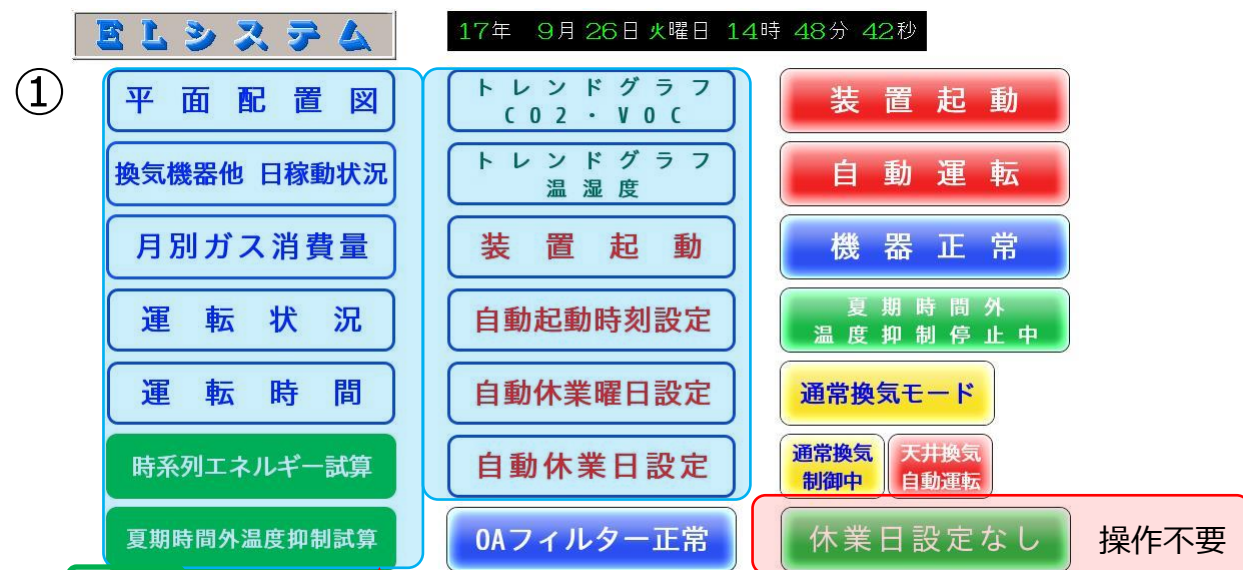 ELシステム
17年 9月26日 火曜日 14時 48分 42秒
①
平面配置図
換気機器他 日稼動状況
月別ガス消費量
運転状況
運転時間
時系列エネルギー試算
夏期時間外温度抑制試算
トレンドグラフ
CO2・VOC
トレンドグラフ
温湿度
装置起動
自動起動時刻設定
自動休業曜日設定
自動休業日設定
OAフィルター正常
装置起動
自動運転
機器正常
夏期時間外
温度抑制停止中
通常換気モード
通常換気
制御中
天井換気
自動運転
休業日設定なし
操作不要